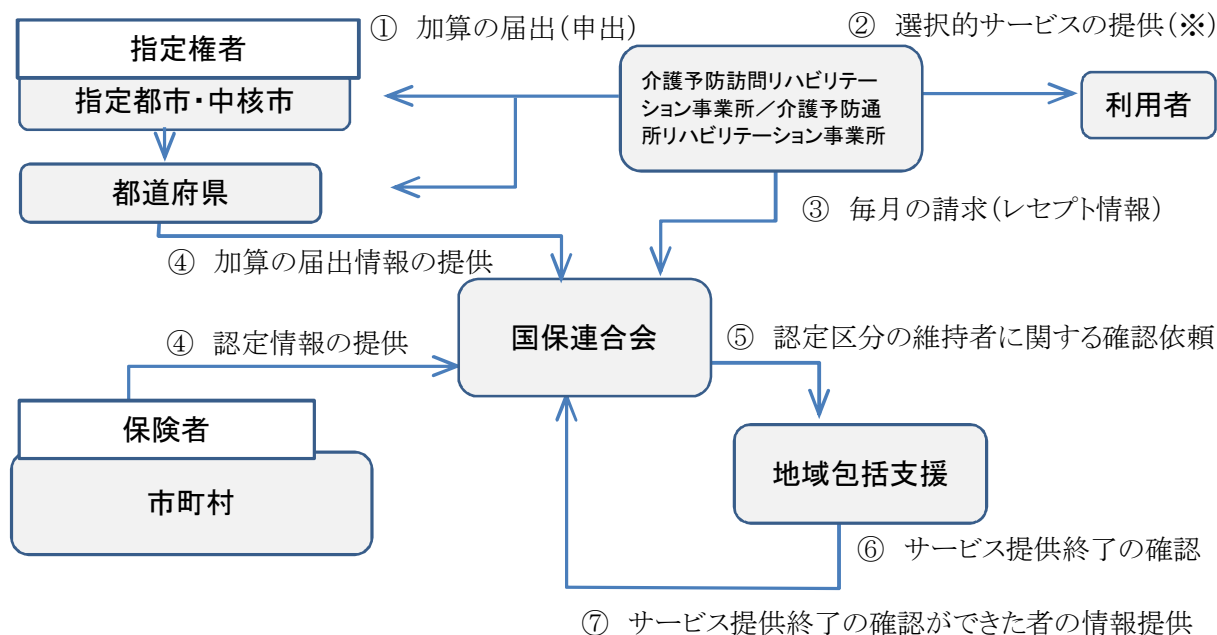 ① 加算の届出(申出)
② 選択的サービスの提供(※)
指定権者
指定都市・中核市
介護予防訪問リハビリテー
ション事業所／介護予防通
所リハビリテーション事業所
利用者
都道府県
③ 毎月の請求(レセプト情報)
④ 加算の届出情報の提供
国保連合会
④ 認定情報の提供
⑤ 認定区分の維持者に関する確認依頼
保険者
市町村
地域包括支援
⑥ サービス提供終了の確認
⑦ サービス提供終了の確認ができた者の情報提供